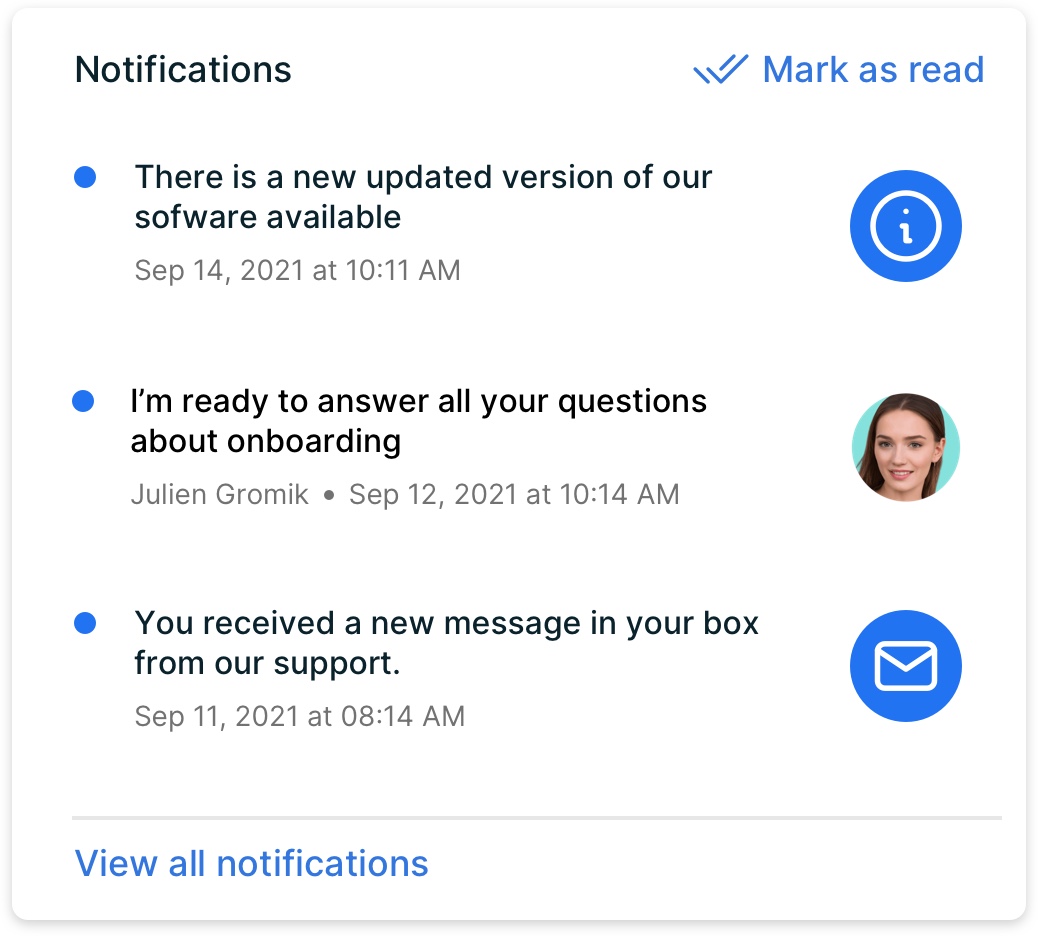 Notifications
Mark as read
There is a new updated version of our
sofware available
Sep 14, 2021 at 10:11 AM
I’m ready to answer all your questions
about onboarding
Julien Gromik • Sep 12, 2021 at 10:14 AM
You received a new message in your box
from our support.
Sep 11, 2021 at 08:14 AM
View all notifications